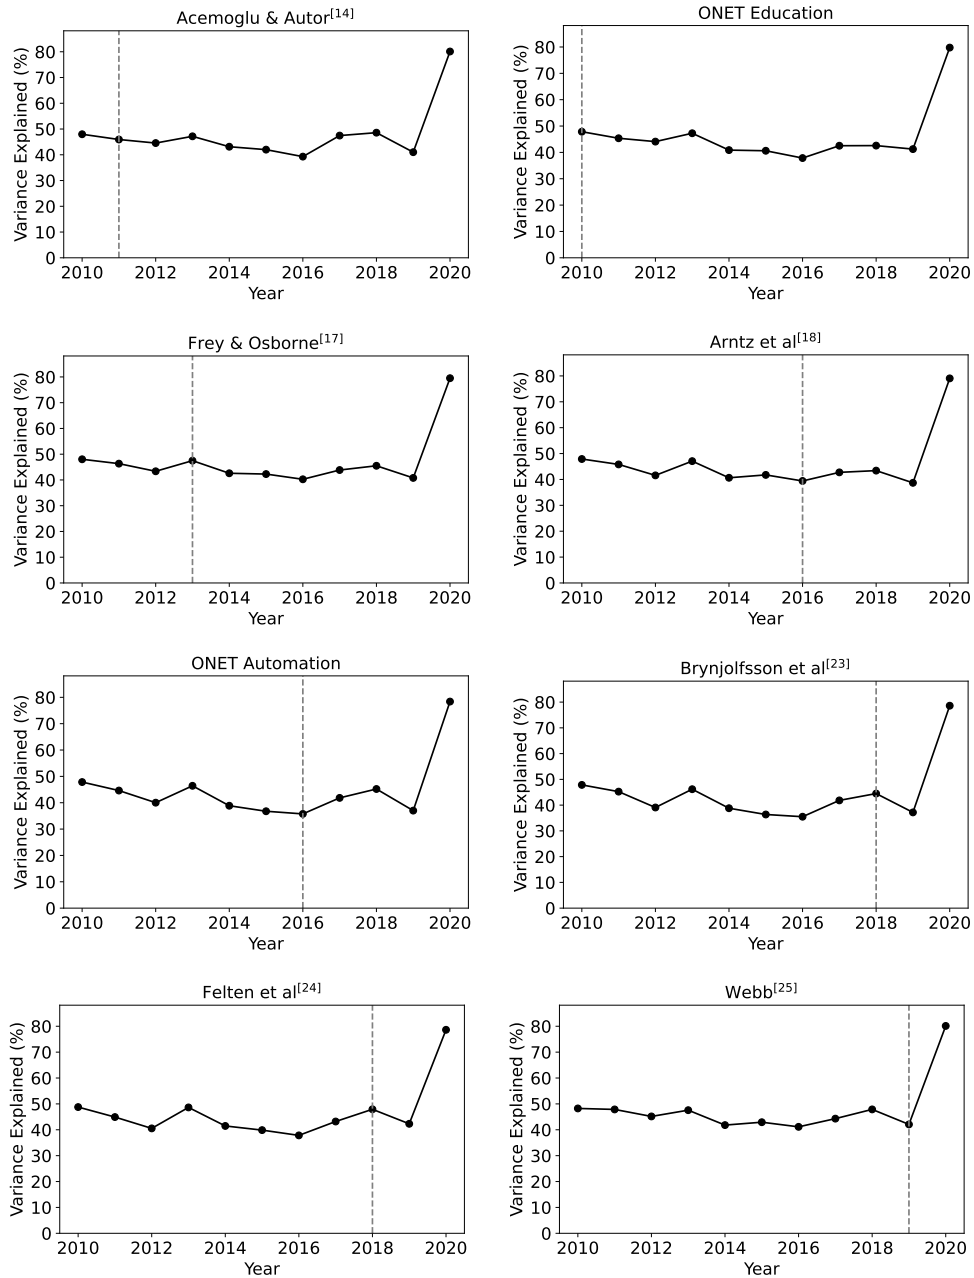 Acemoglu & Autor[14]
Variance Explained (%)
80
70
60
50
40
30
20
10
0
2010 2012 2014 2016 2018 2020
Year
ONET Education
Variance Explained (%)
80
70
60
50
40
30
20
10
0
2010 2012 2014 2016 2018 2020
Year
Frey & Osborne[17]
Variance Explained (%)
80
70
60
50
40
30
20
10
0
2010 2012 2014 2016 2018 2020
Year
Arntz et al[18]
Variance Explained (%)
80
70
60
50
40
30
20
10
0
2010 2012 2014 2016 2018 2020
Year
ONET Automation
Variance Explained (%)
80
70
60
50
40
30
20
10
0
2010 2012 2014 2016 2018 2020
Year
Brynjolfsson et al[23]
Variance Explained (%)
80
70
60
50
40
30
20
10
0
2010 2012 2014 2016 2018 2020
Year
Felten et al[24]
Variance Explained (%)
80
70
60
50
40
30
20
10
0
2010 2012 2014 2016 2018 2020
Year
Webb[25]
Variance Explained (%)
80
70
60
50
40
30
20
10
0
2010 2012 2014 2016 2018 2020
Year